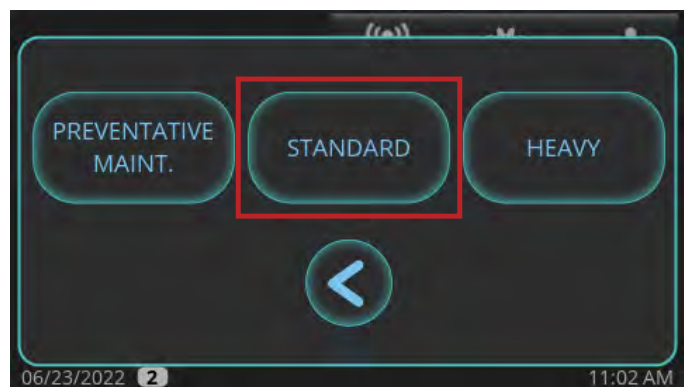 PREVENTATIVE
MAINT.
STANDARD
HEAVY
06/23/2022 2
11:02 AM